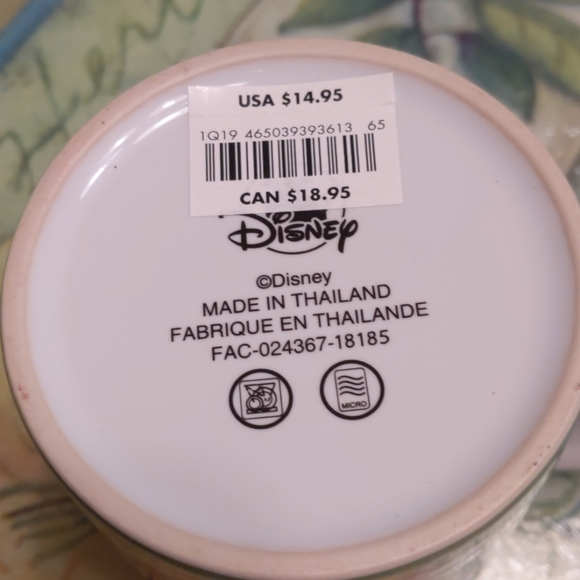 USA $14.95
1Q19 465039393613 65
CAN $18.95
Disney
©Disney
MADE IN THAILAND
FABRIQUE EN THAILANDE
FAC-024367-18185
MICRO